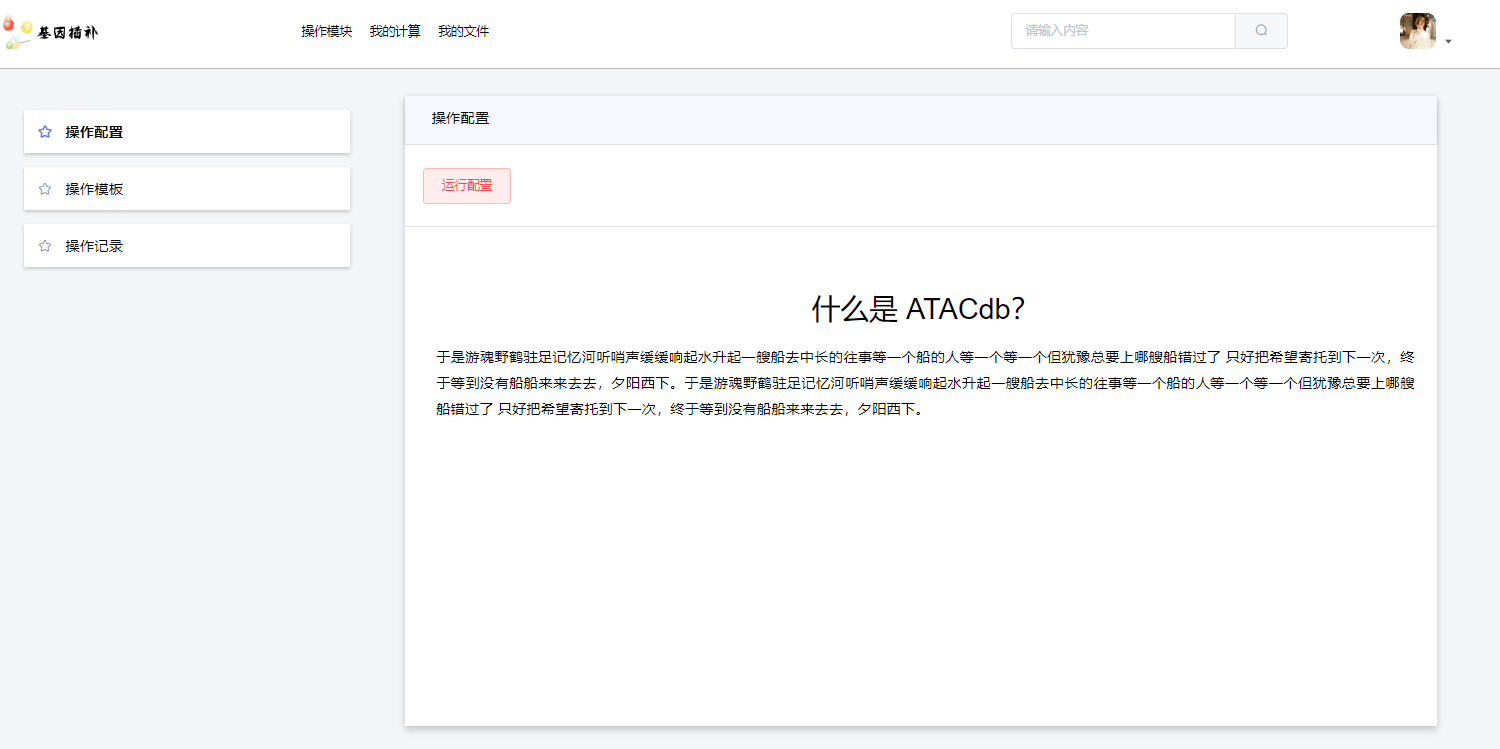 基因插补
操作模块 我的计算 我的文件
请输入内容
操作配置
操作模板
操作记录
操作配置
运行配置
什么是 ATACdb?
于是游魂野鹤驻足记忆河听哨声缓缓响起水升起一艘船去中长的往事等一个船的人等一个等一个但犹豫总要上哪艘船错过了 只好把希望寄托到下一次，终
于等到没有船船来来去去，夕阳西下。于是游魂野鹤驻足记忆河听哨声缓缓响起水升起一艘船去中长的往事等一个船的人等一个等一个但犹豫总要上哪艘
船错过了 只好把希望寄托到下一次，终于等到没有船船来来去去，夕阳西下。